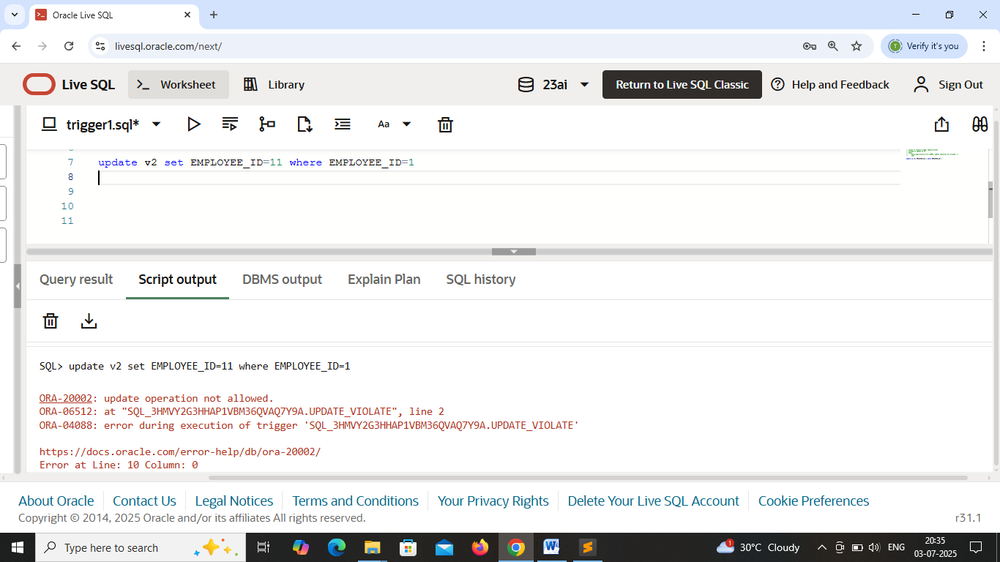 Oracle Live SQL
livesql.oracle.com/next/
Verify it's you
Live SQL
Worksheet
Library
23ai
Return to Live SQL Classic
Help and Feedback
Sign Out
trigger1.sql*
Aa
7 update v2 set EMPLOYEE_ID=11 where EMPLOYEE_ID=1
8
9
10
11
Query result
Script output
DBMS output
Explain Plan
SQL history
SQL> update v2 set EMPLOYEE_ID=11 where EMPLOYEE_ID=1
ORA-20002: update operation not allowed.
ORA-06512: at "SQL_3HMVY2G3HHAP1VBM36QVAQ7Y9A.UPDATE_VIOLATE", line 2
ORA-04088: error during execution of trigger 'SQL_3HMVY2G3HHAP1VBM36QVAQ7Y9A.UPDATE_VIOLATE'
https://docs.oracle.com/error-help/db/ora-20002/
Error at Line: 10 Column: 0
About Oracle
Contact Us
Legal Notices
Terms and Conditions
Your Privacy Rights
Delete Your Live SQL Account
Cookie Preferences
Copyright © 2014, 2025 Oracle and/or its affiliates All rights reserved.
r31.1
Type here to search
1
30°C Cloudy
ENG
20:35
03-07-2025